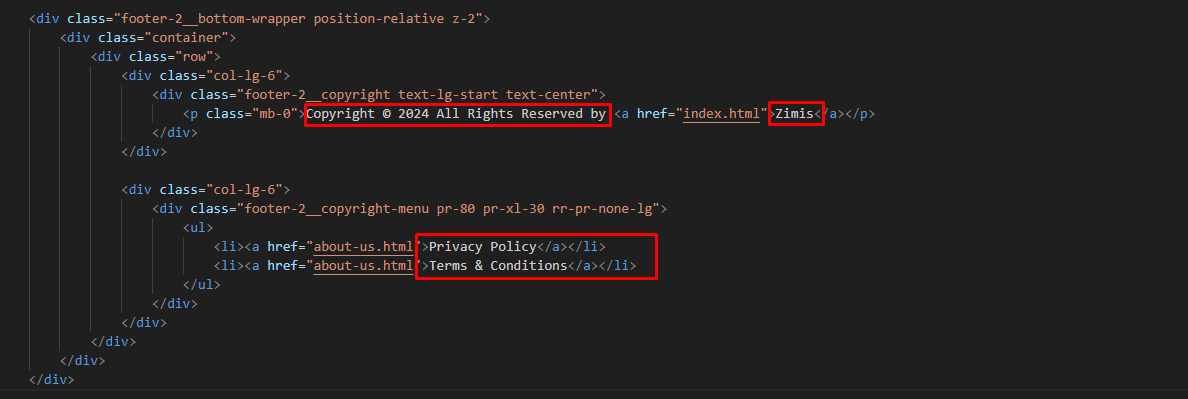 <div class="footer-2__bottom-wrapper position-relative z-2">
<div class="container">
<div class="row">
<div class="col-lg-6">
<div class="footer-2__copyright text-lg-start text-center">
<p class="mb-0">Copyright © 2024 All Rights Reserved by <a href="index.html">Zimis</a></p>
</div>
</div>
<div class="col-lg-6">
<div class="footer-2__copyright-menu pr-80 pr-xl-30 rr-pr-none-lg">
<ul>
<li><a href="about-us.html">Privacy Policy</a></li>
<li><a href="about-us.html">Terms & Conditions</a></li>
</ul>
</div>
</div>
</div>
</div>
</div>